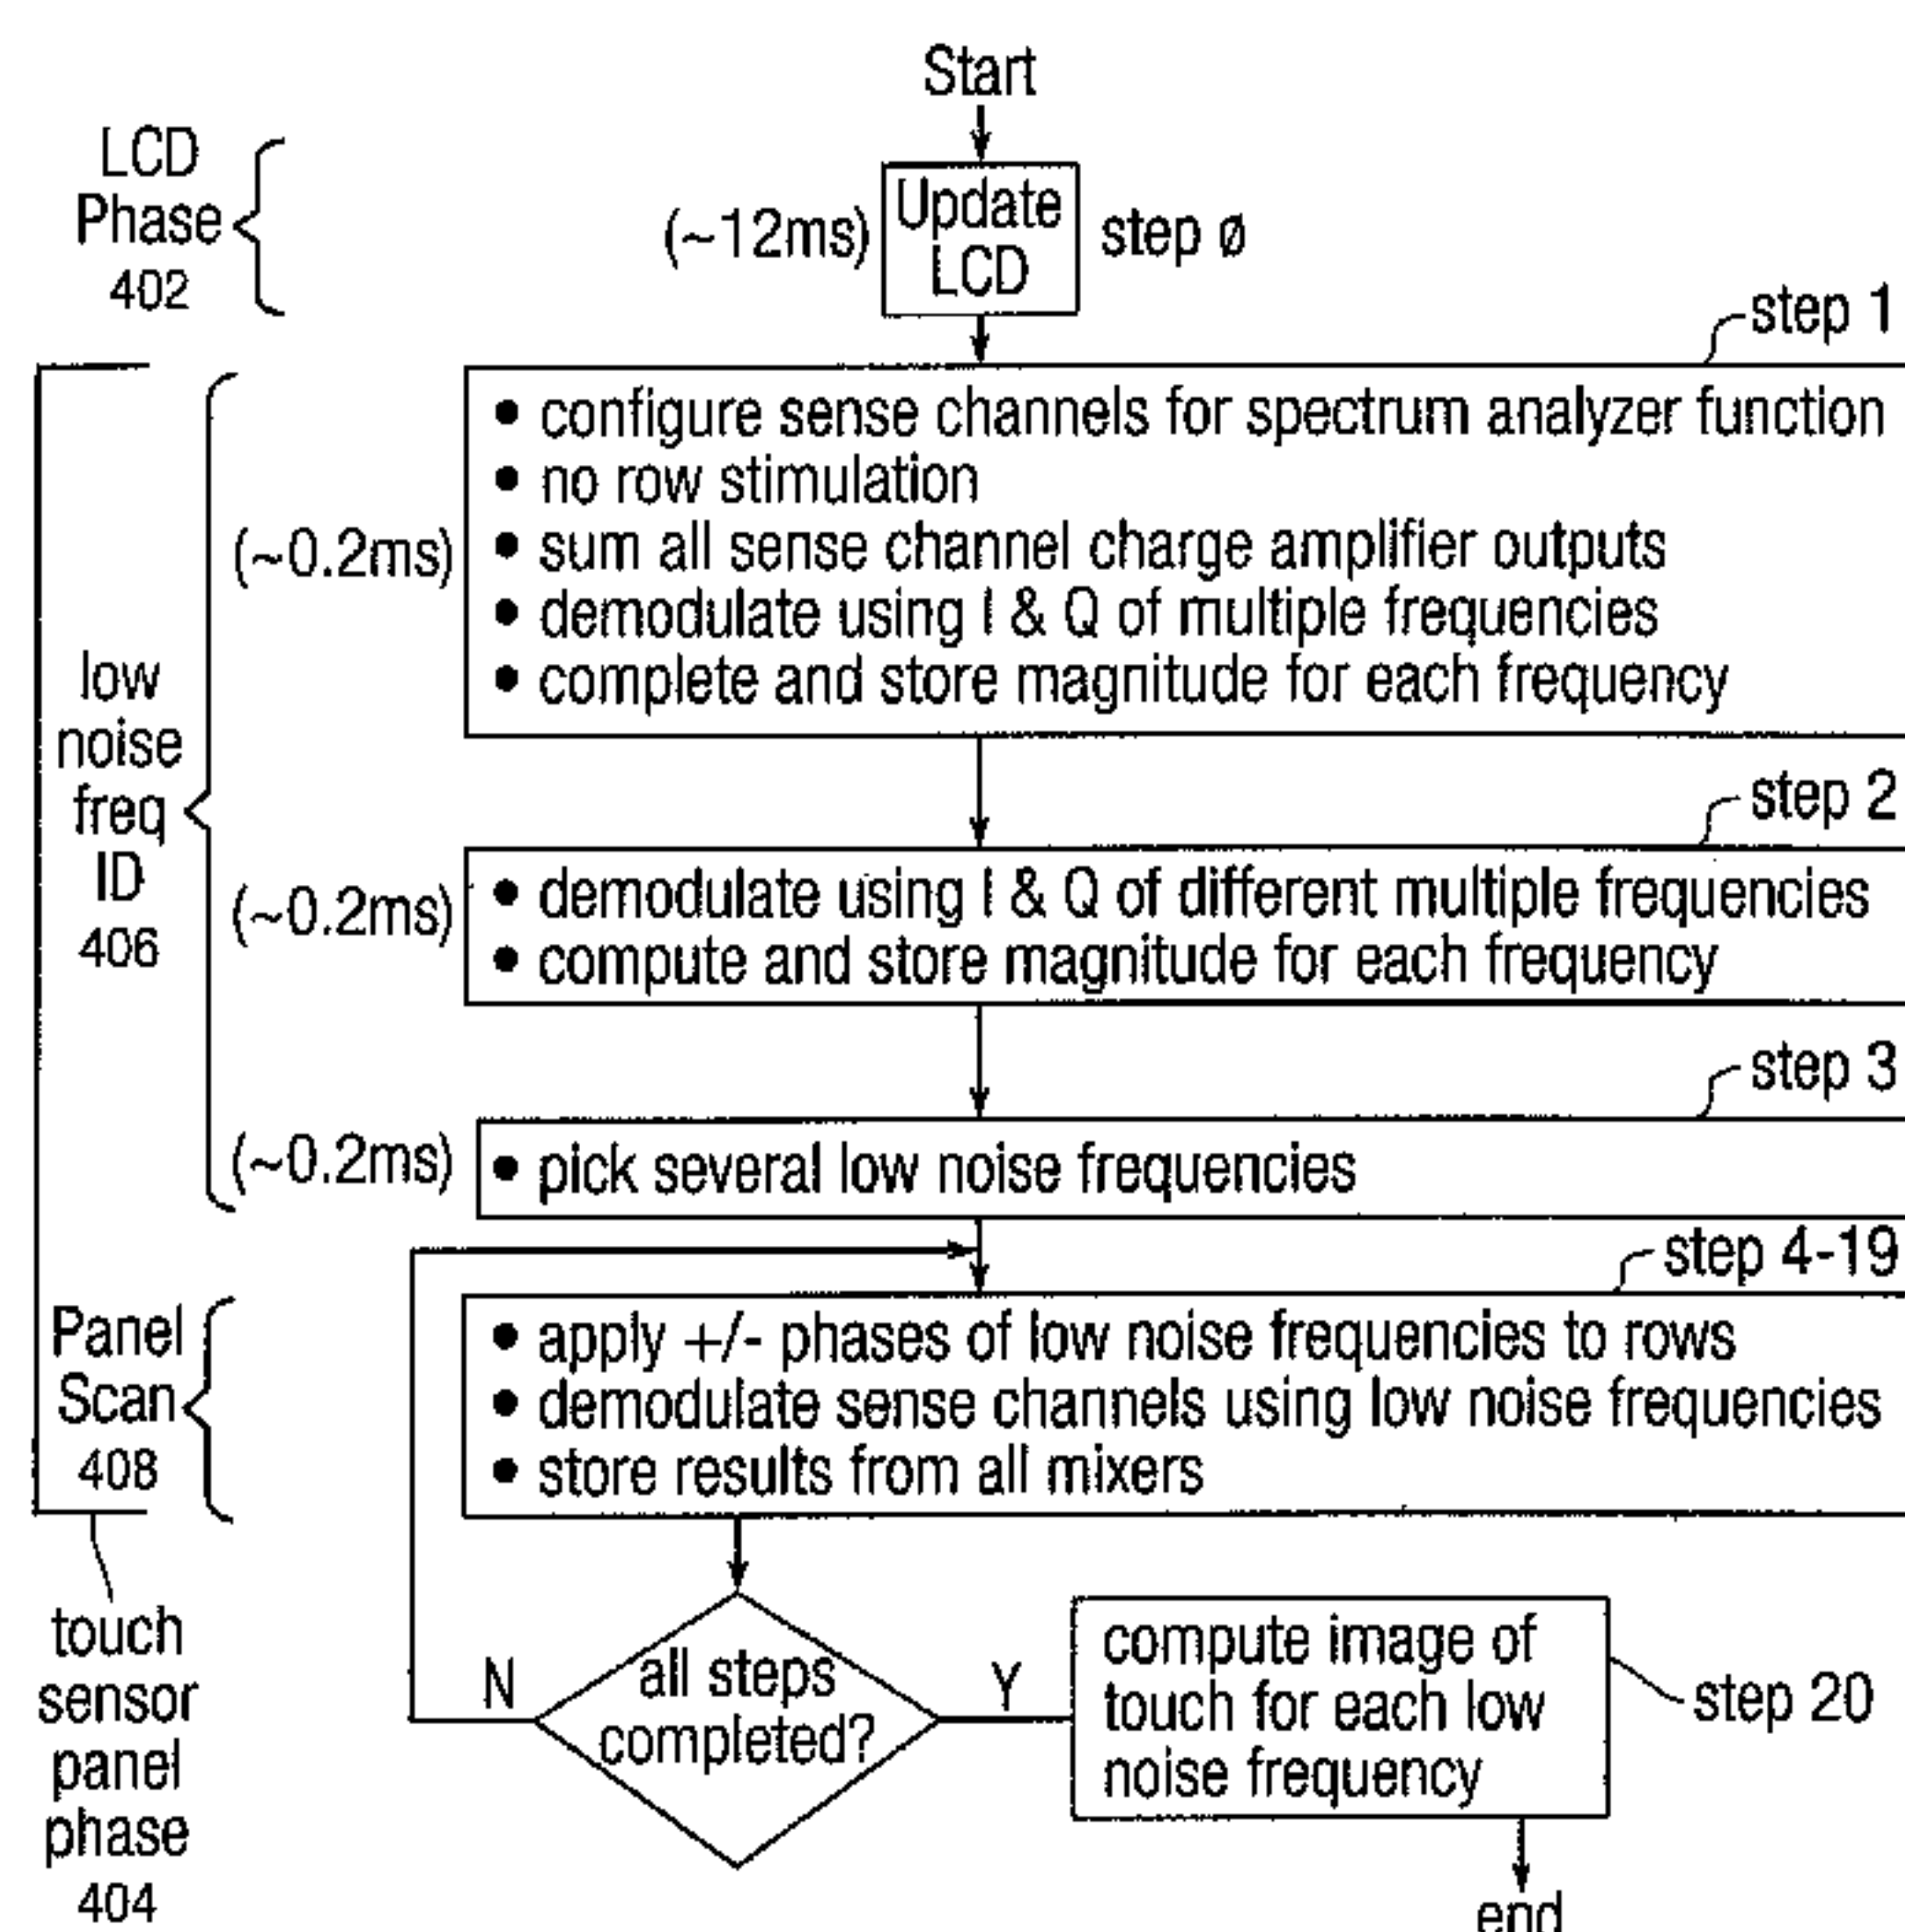 Start
LCD
Phase
402
(~12ms)
Update
LCD
step ø
step 1
• configure sense channels for spectrum analyzer function
• no row stimulation
• sum all sense channel charge amplifier outputs
• demodulate using I & Q of multiple frequencies
• complete and store magnitude for each frequency
(~0.2ms)
low
noise
freq
ID
406
step 2
(~0.2ms)
• demodulate using I & Q of different multiple frequencies
• compute and store magnitude for each frequency
step 3
(~0.2ms)
• pick several low noise frequencies
step 4-19
Panel
Scan
408
• apply +/- phases of low noise frequencies to rows
• demodulate sense channels using low noise frequencies
• store results from all mixers
touch
sensor
panel
phase
404
N
all steps
completed?
Y
compute image of
touch for each low
noise frequency
step 20
end